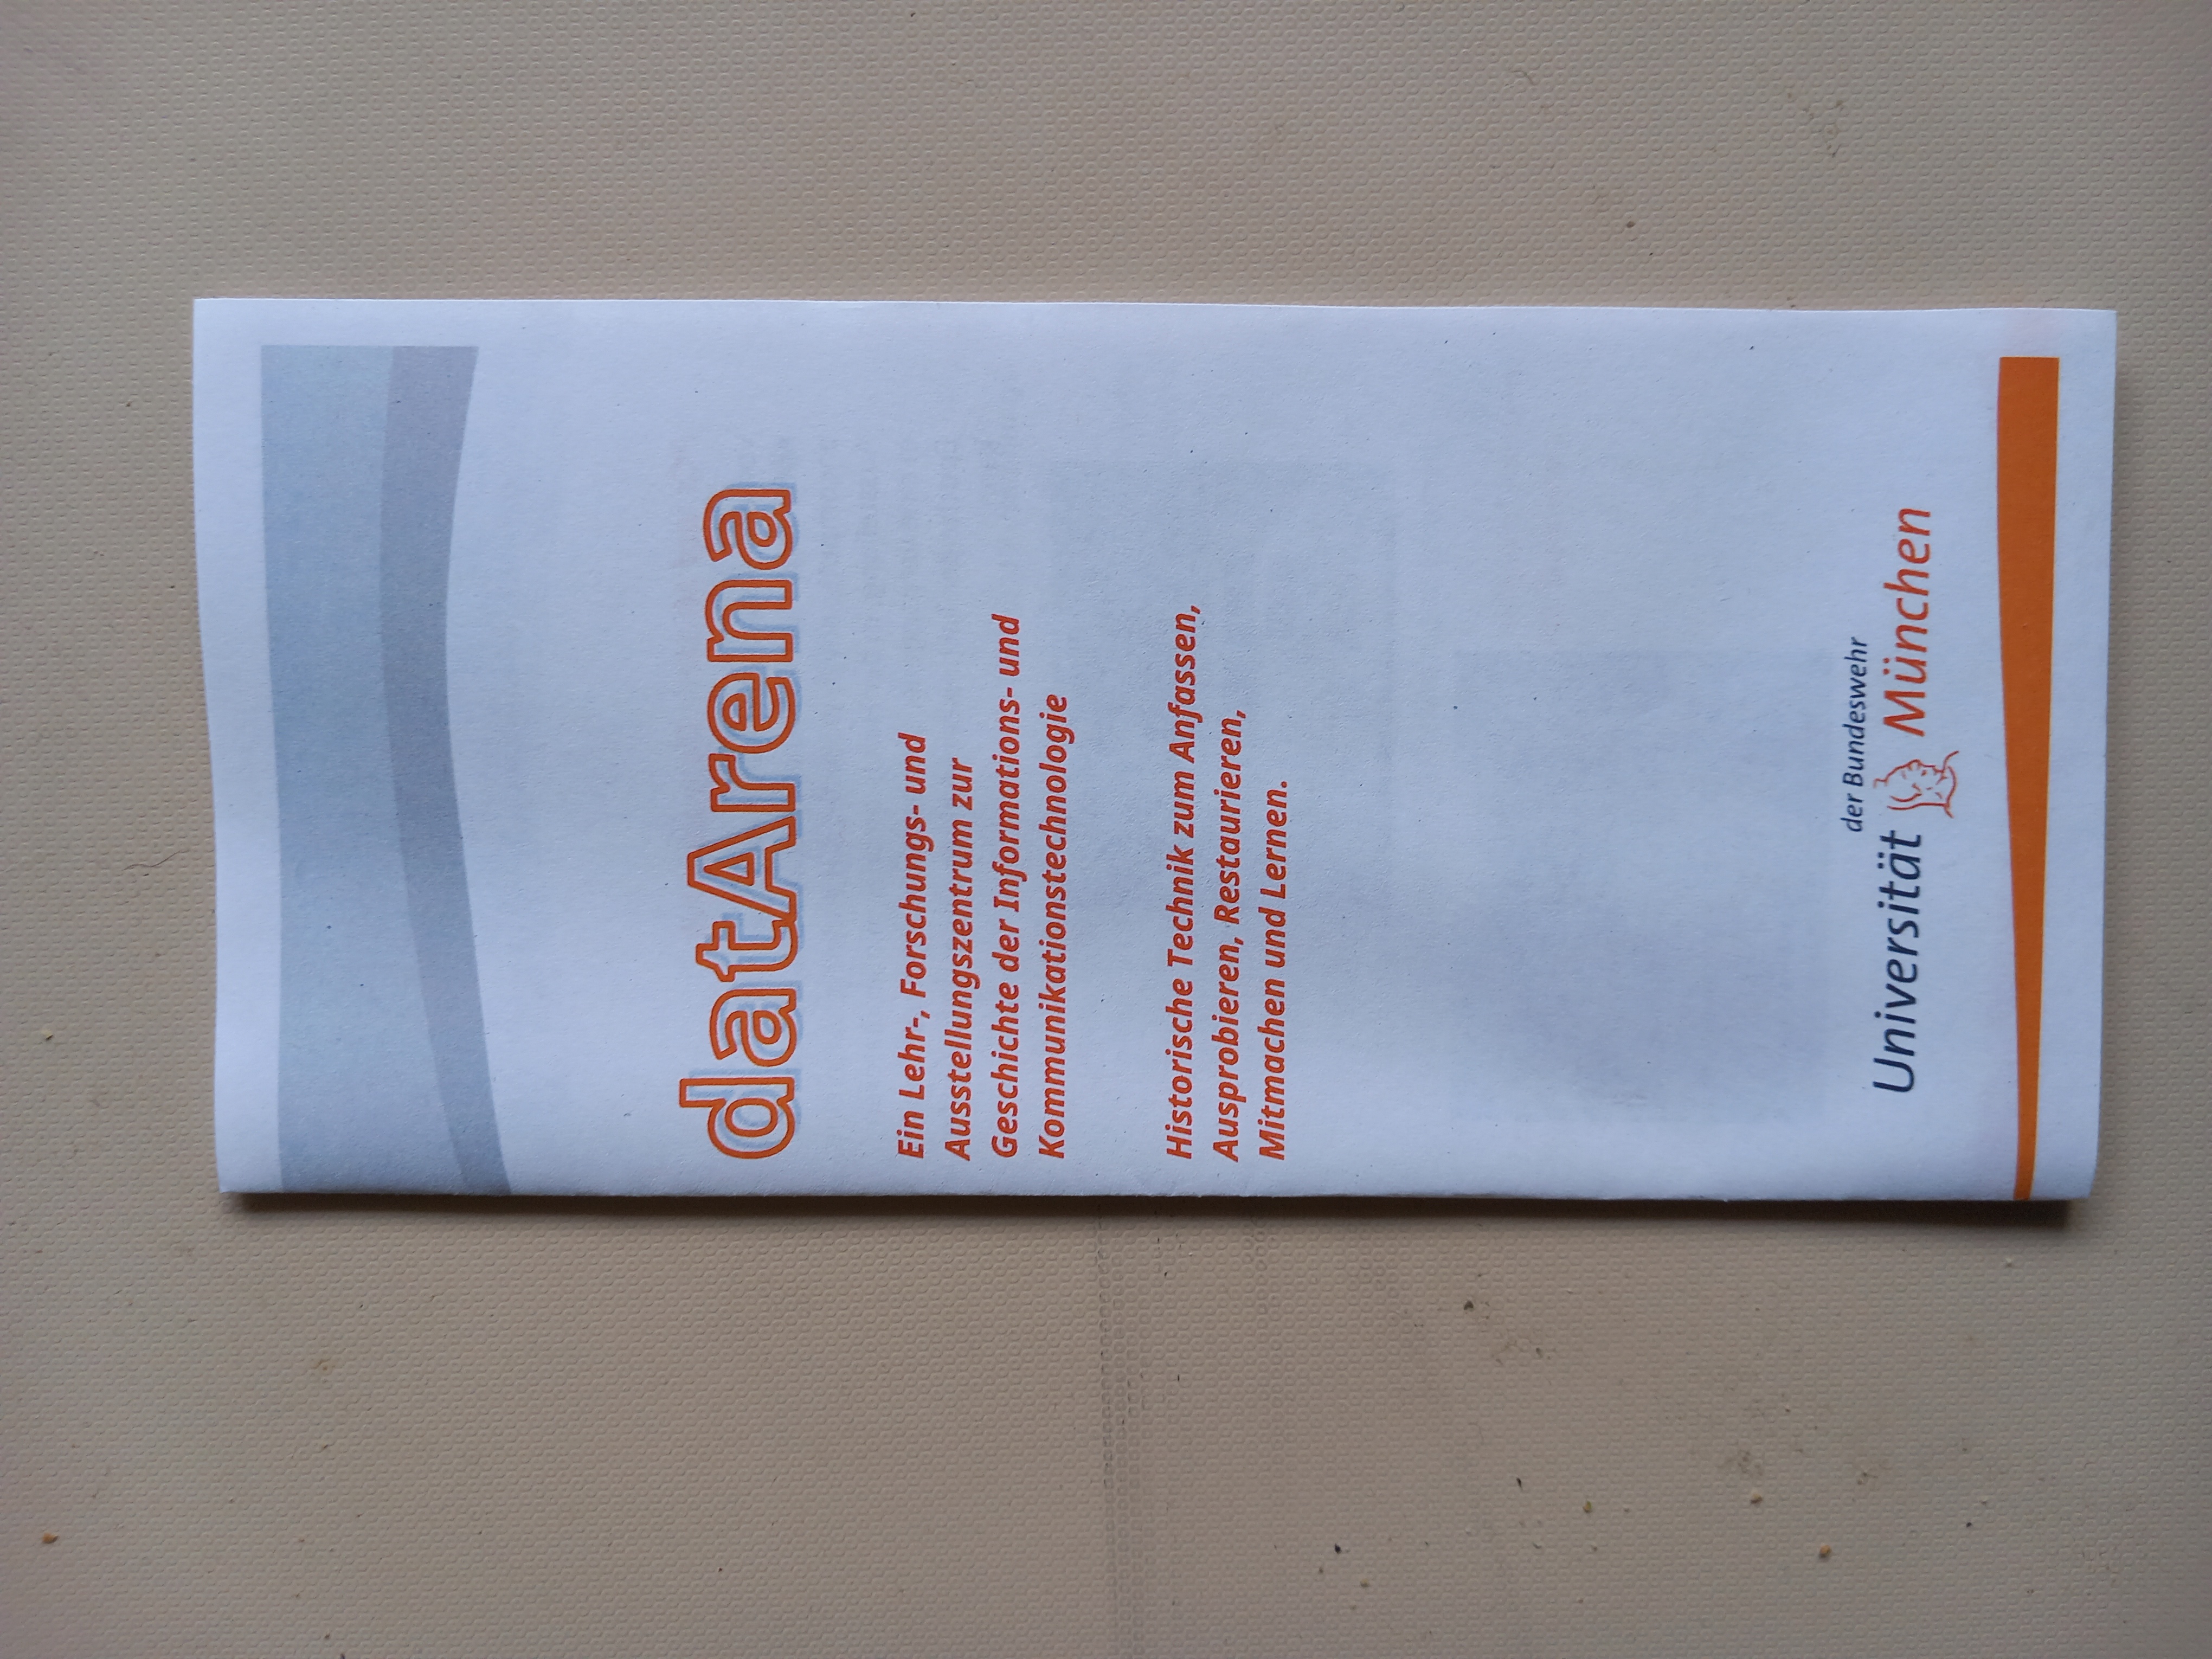 datArena
Ein Lehr-, Forschungs- und
Ausstellungszentrum zur
Geschichte der Informations- und
Kommunikationstechnologie
Historische Technik zum Anfassen,
Ausprobieren, Restaurieren,
Mitmachen und Lernen.
der Bundeswehr
Universität München